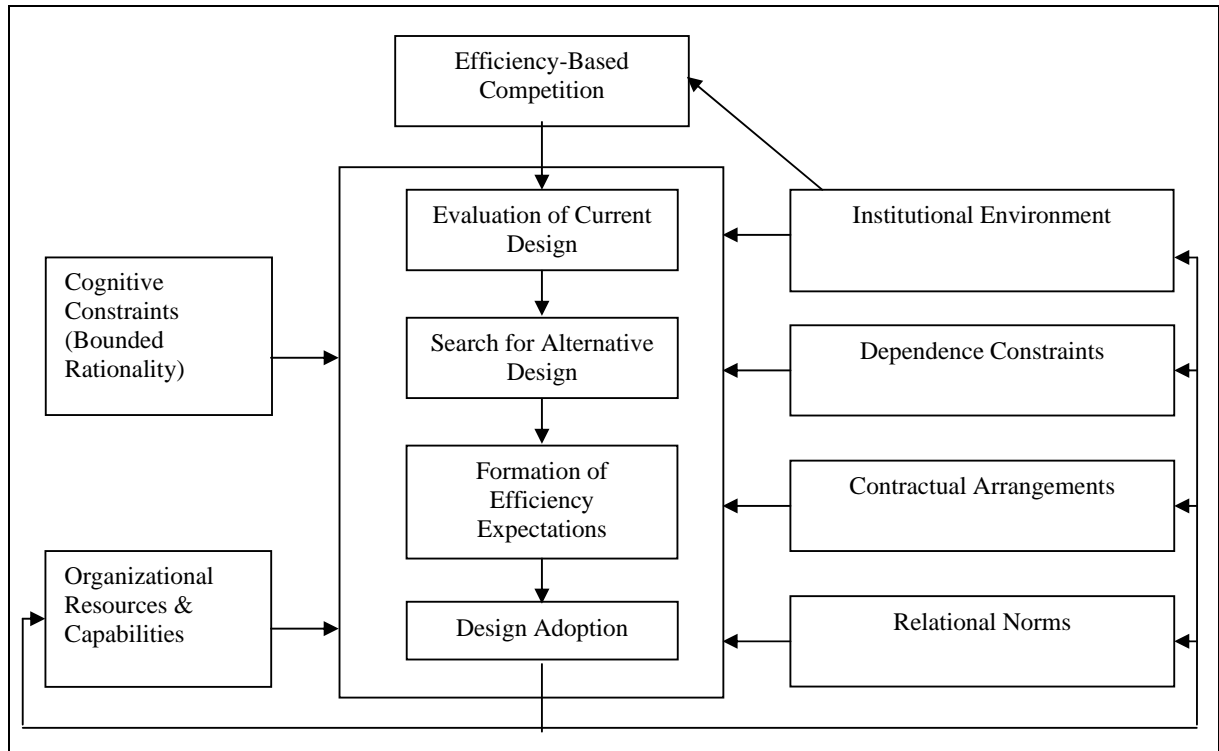 Efficiency-Based
Competition
Evaluation of Current
Design
Institutional Environment
Cognitive
Constraints
(Bounded
Rationality)
Search for Alternative
Design
Dependence Constraints
Formation of
Efficiency
Expectations
Contractual Arrangements
Organizational
Resources &
Capabilities
Design Adoption
Relational Norms